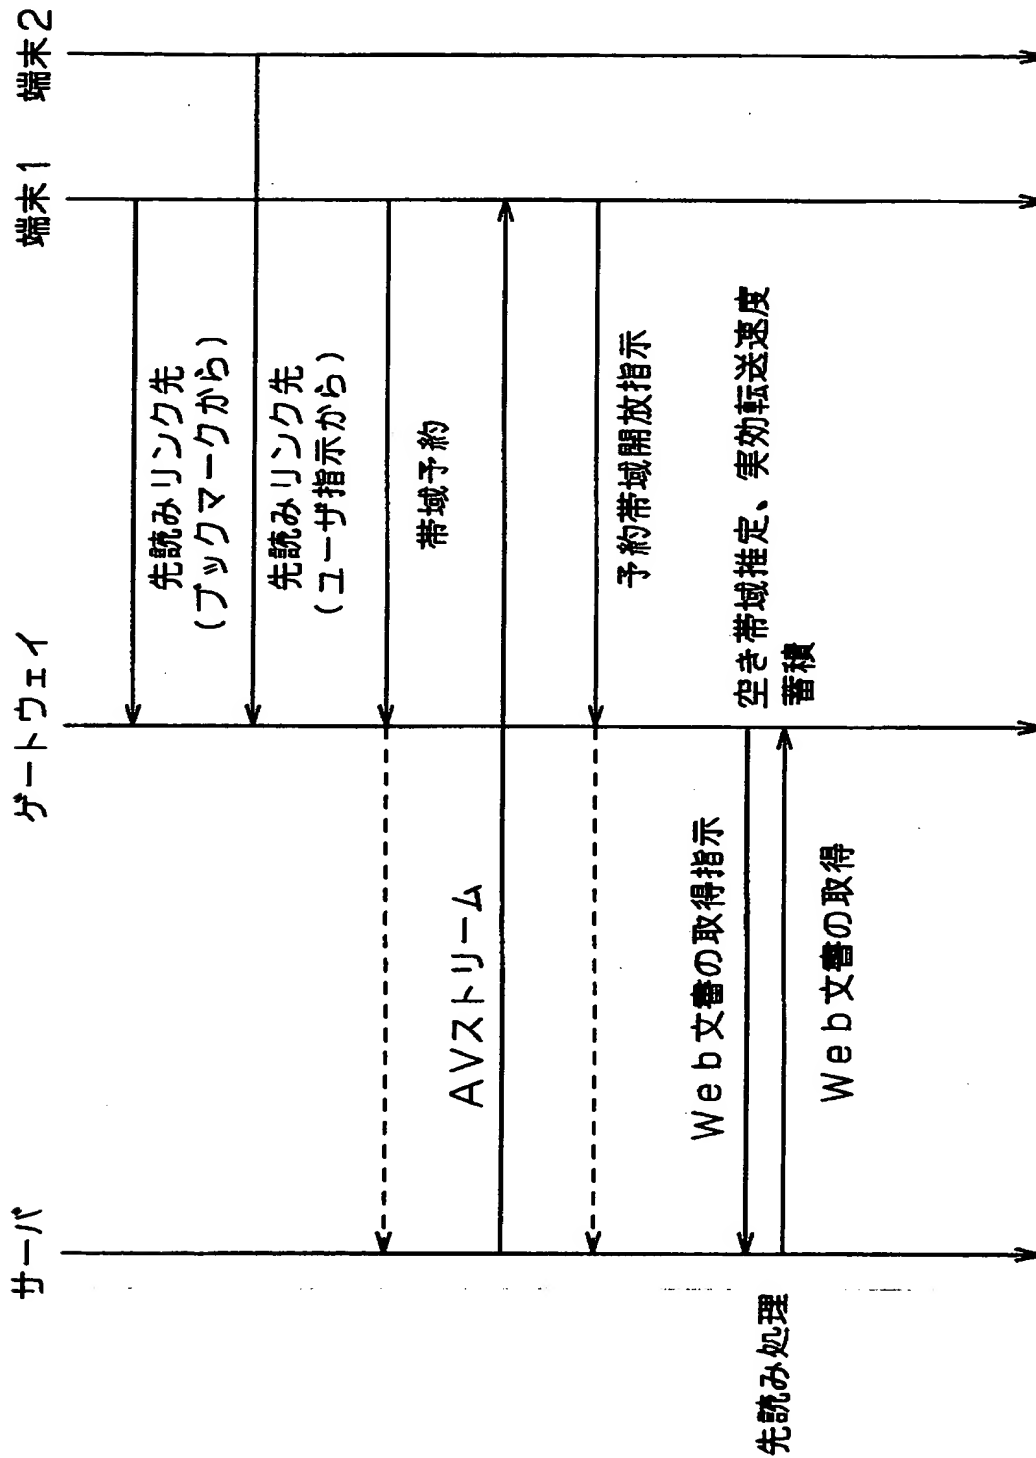 サーバ
ゲートウェイ
端末1
端末2
先読みリンク先
(ブックマークから)
先読みリンク先
(ユーザ指示から)
帯域予約
AVストリーム
予約帯域開放指示
Web文書の取得指示
空き帯域推定、実効転送速度
蓄積
先読み処理
Web文書の取得